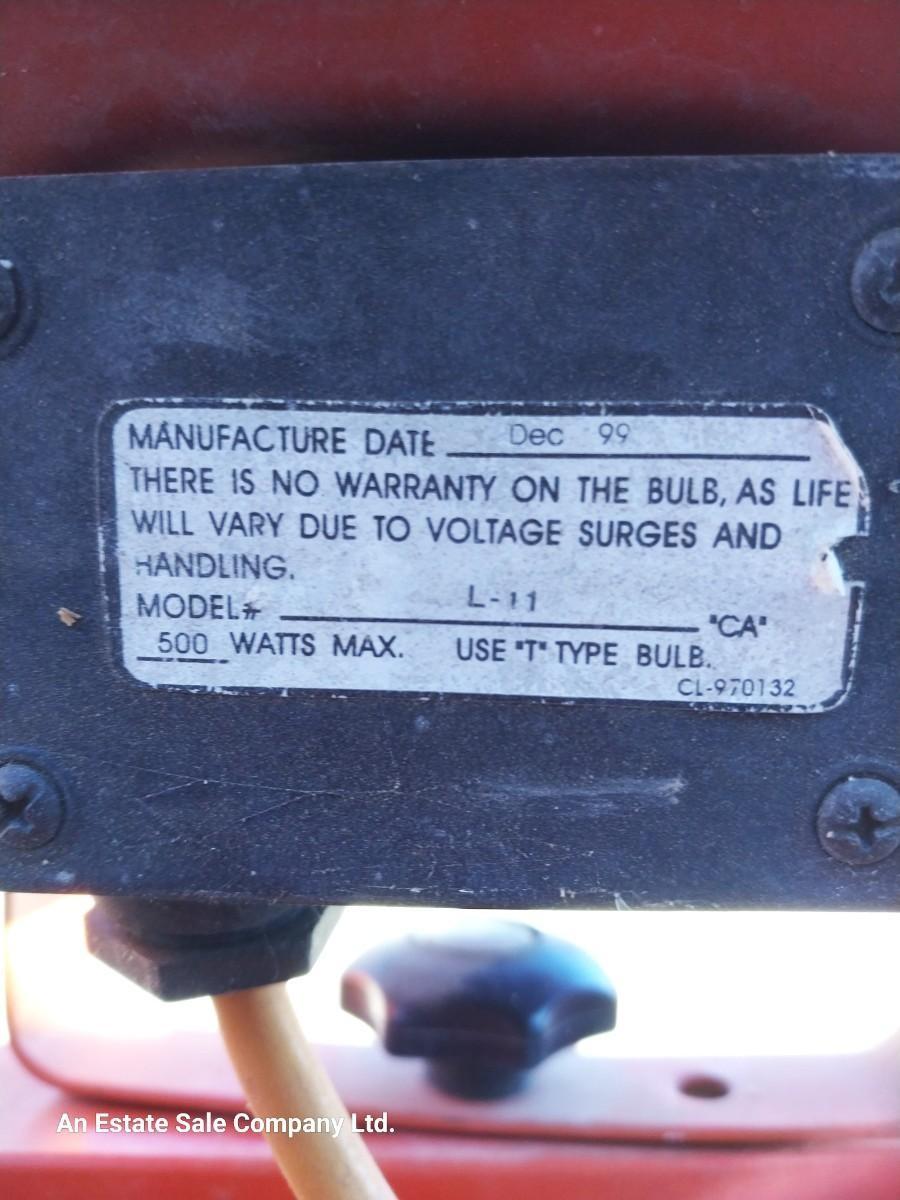 MANUFACTURE DATE Dec 99
THERE IS NO WARRANTY ON THE BULB, AS LIFE
WILL VARY DUE TO VOLTAGE SURGES AND
HANDLING.
MODEL# L-11 "CA"
500 WATTS MAX. USE "T" TYPE BULB.
CL-970132
An Estate Sale Company Ltd.